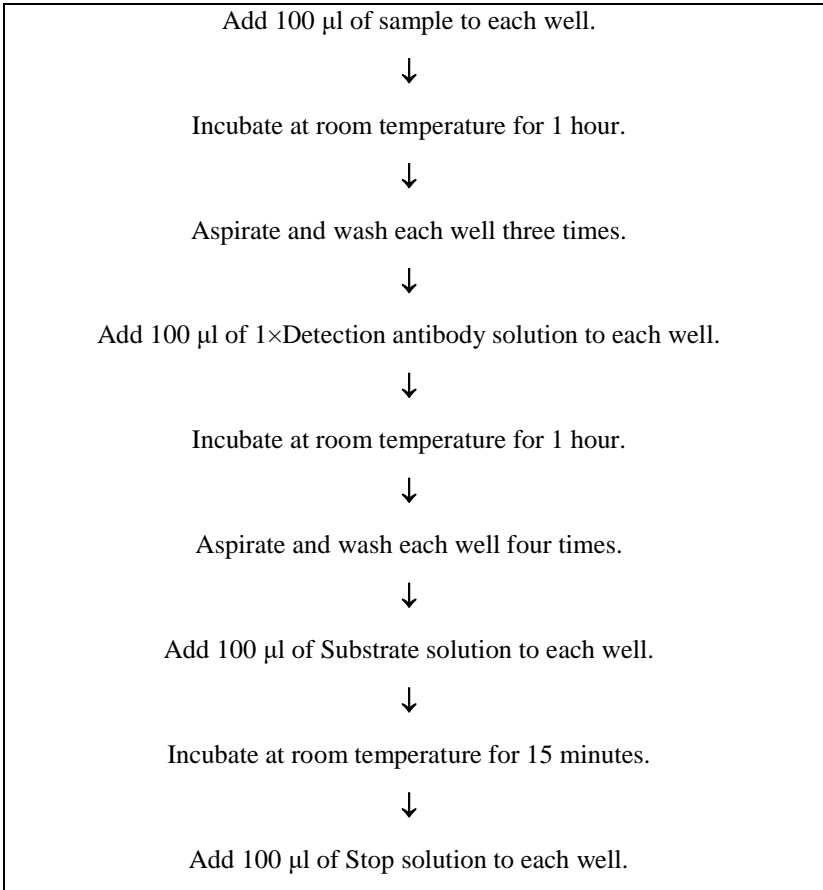 Add 100 μl of sample to each well.
↓
Incubate at room temperature for 1 hour.
↓
Aspirate and wash each well three times.
↓
Add 100 μl of 1×Detection antibody solution to each well.
↓
Incubate at room temperature for 1 hour.
↓
Aspirate and wash each well four times.
↓
Add 100 μl of Substrate solution to each well.
↓
Incubate at room temperature for 15 minutes.
↓
Add 100 μl of Stop solution to each well.